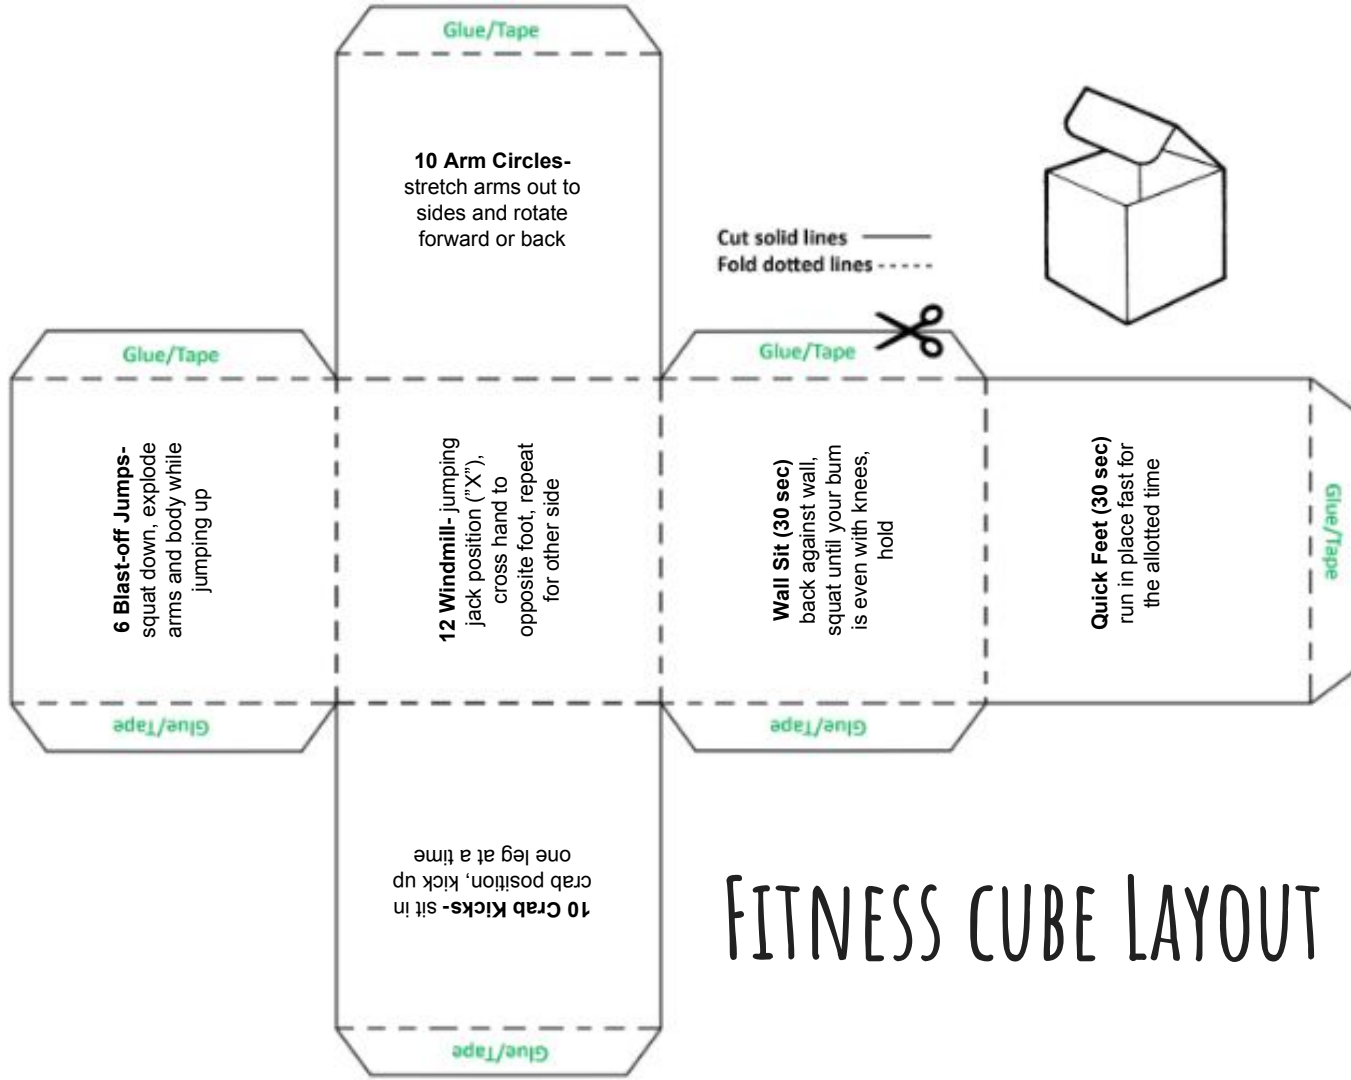 Glue/Tape
10 Arm Circles-
stretch arms out to
sides and rotate
forward or back
Cut solid lines
Fold dotted lines
Glue/Tape
Glue/Tape
6 Blast-off Jumps-
squat down, explode
arms and body while
jumping up
12 Windmill- jumping
jack position ("X"),
cross hand to
opposite foot, repeat
for other side
Wall Sit (30 sec)
back against wall,
squat until your bum
is even with knees,
hold
Quick Feet (30 sec)
run in place fast for
the allotted time
Glue/Tape
Glue/Tape
Glue/Tape
10 Crab Kicks- sit in
crab position, kick up
one leg at a time
Glue/Tape
FITNESS CUBE LAYOUT